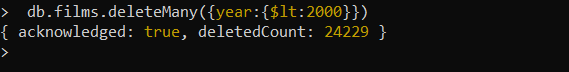 >  db.films.deleteMany({year:{$lt:2000}})
{ acknowledged: true, deletedCount: 24229 }
>